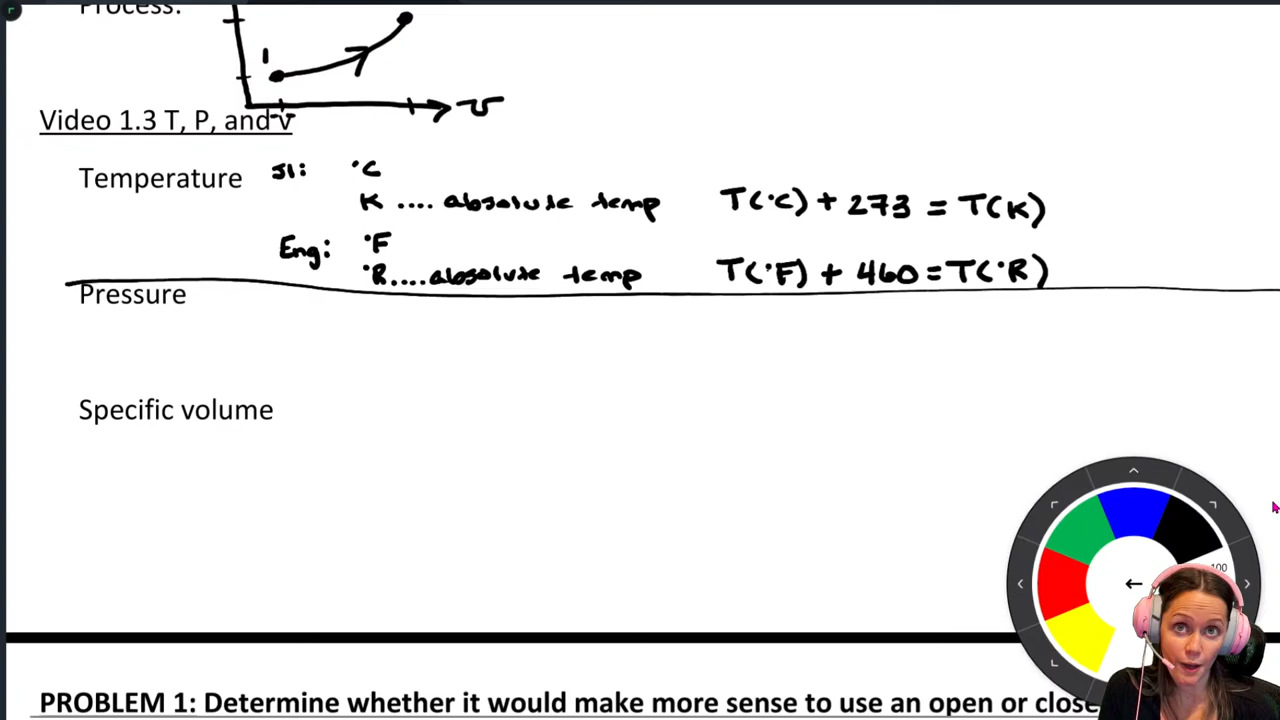 Process:
1
v
Video 1.3 T, P, and v
Temperature SI: °C
K .... absolute temp T(°C) + 273 = T(K)
Eng: °F
°R.... absolute temp T(°F) + 460 = T(°R)
Pressure
Specific volume
100
PROBLEM 1: Determine whether it would make more sense to use an open or close